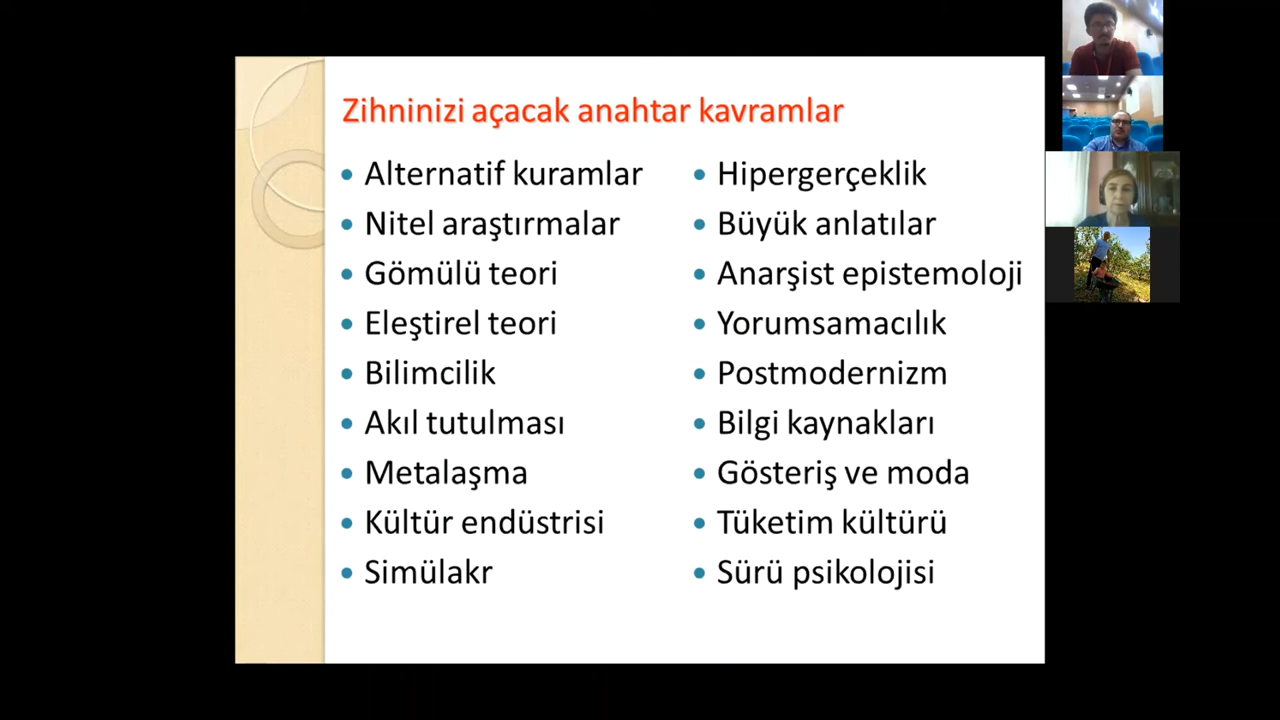 Zihninizi açacak anahtar kavramlar
Alternatif kuramlar
Nitel araştırmalar
Gömülü teori
Eleştirel teori
Bilimcilik
Akıl tutulması
Metalaşma
Kültür endüstrisi
Simülakr
Hipergerçeklik
Büyük anlatılar
Anarşist epistemoloji
Yorumsamacılık
Postmodernizm
Bilgi kaynakları
Gösteriş ve moda
Tüketim kültürü
Sürü psikolojisi